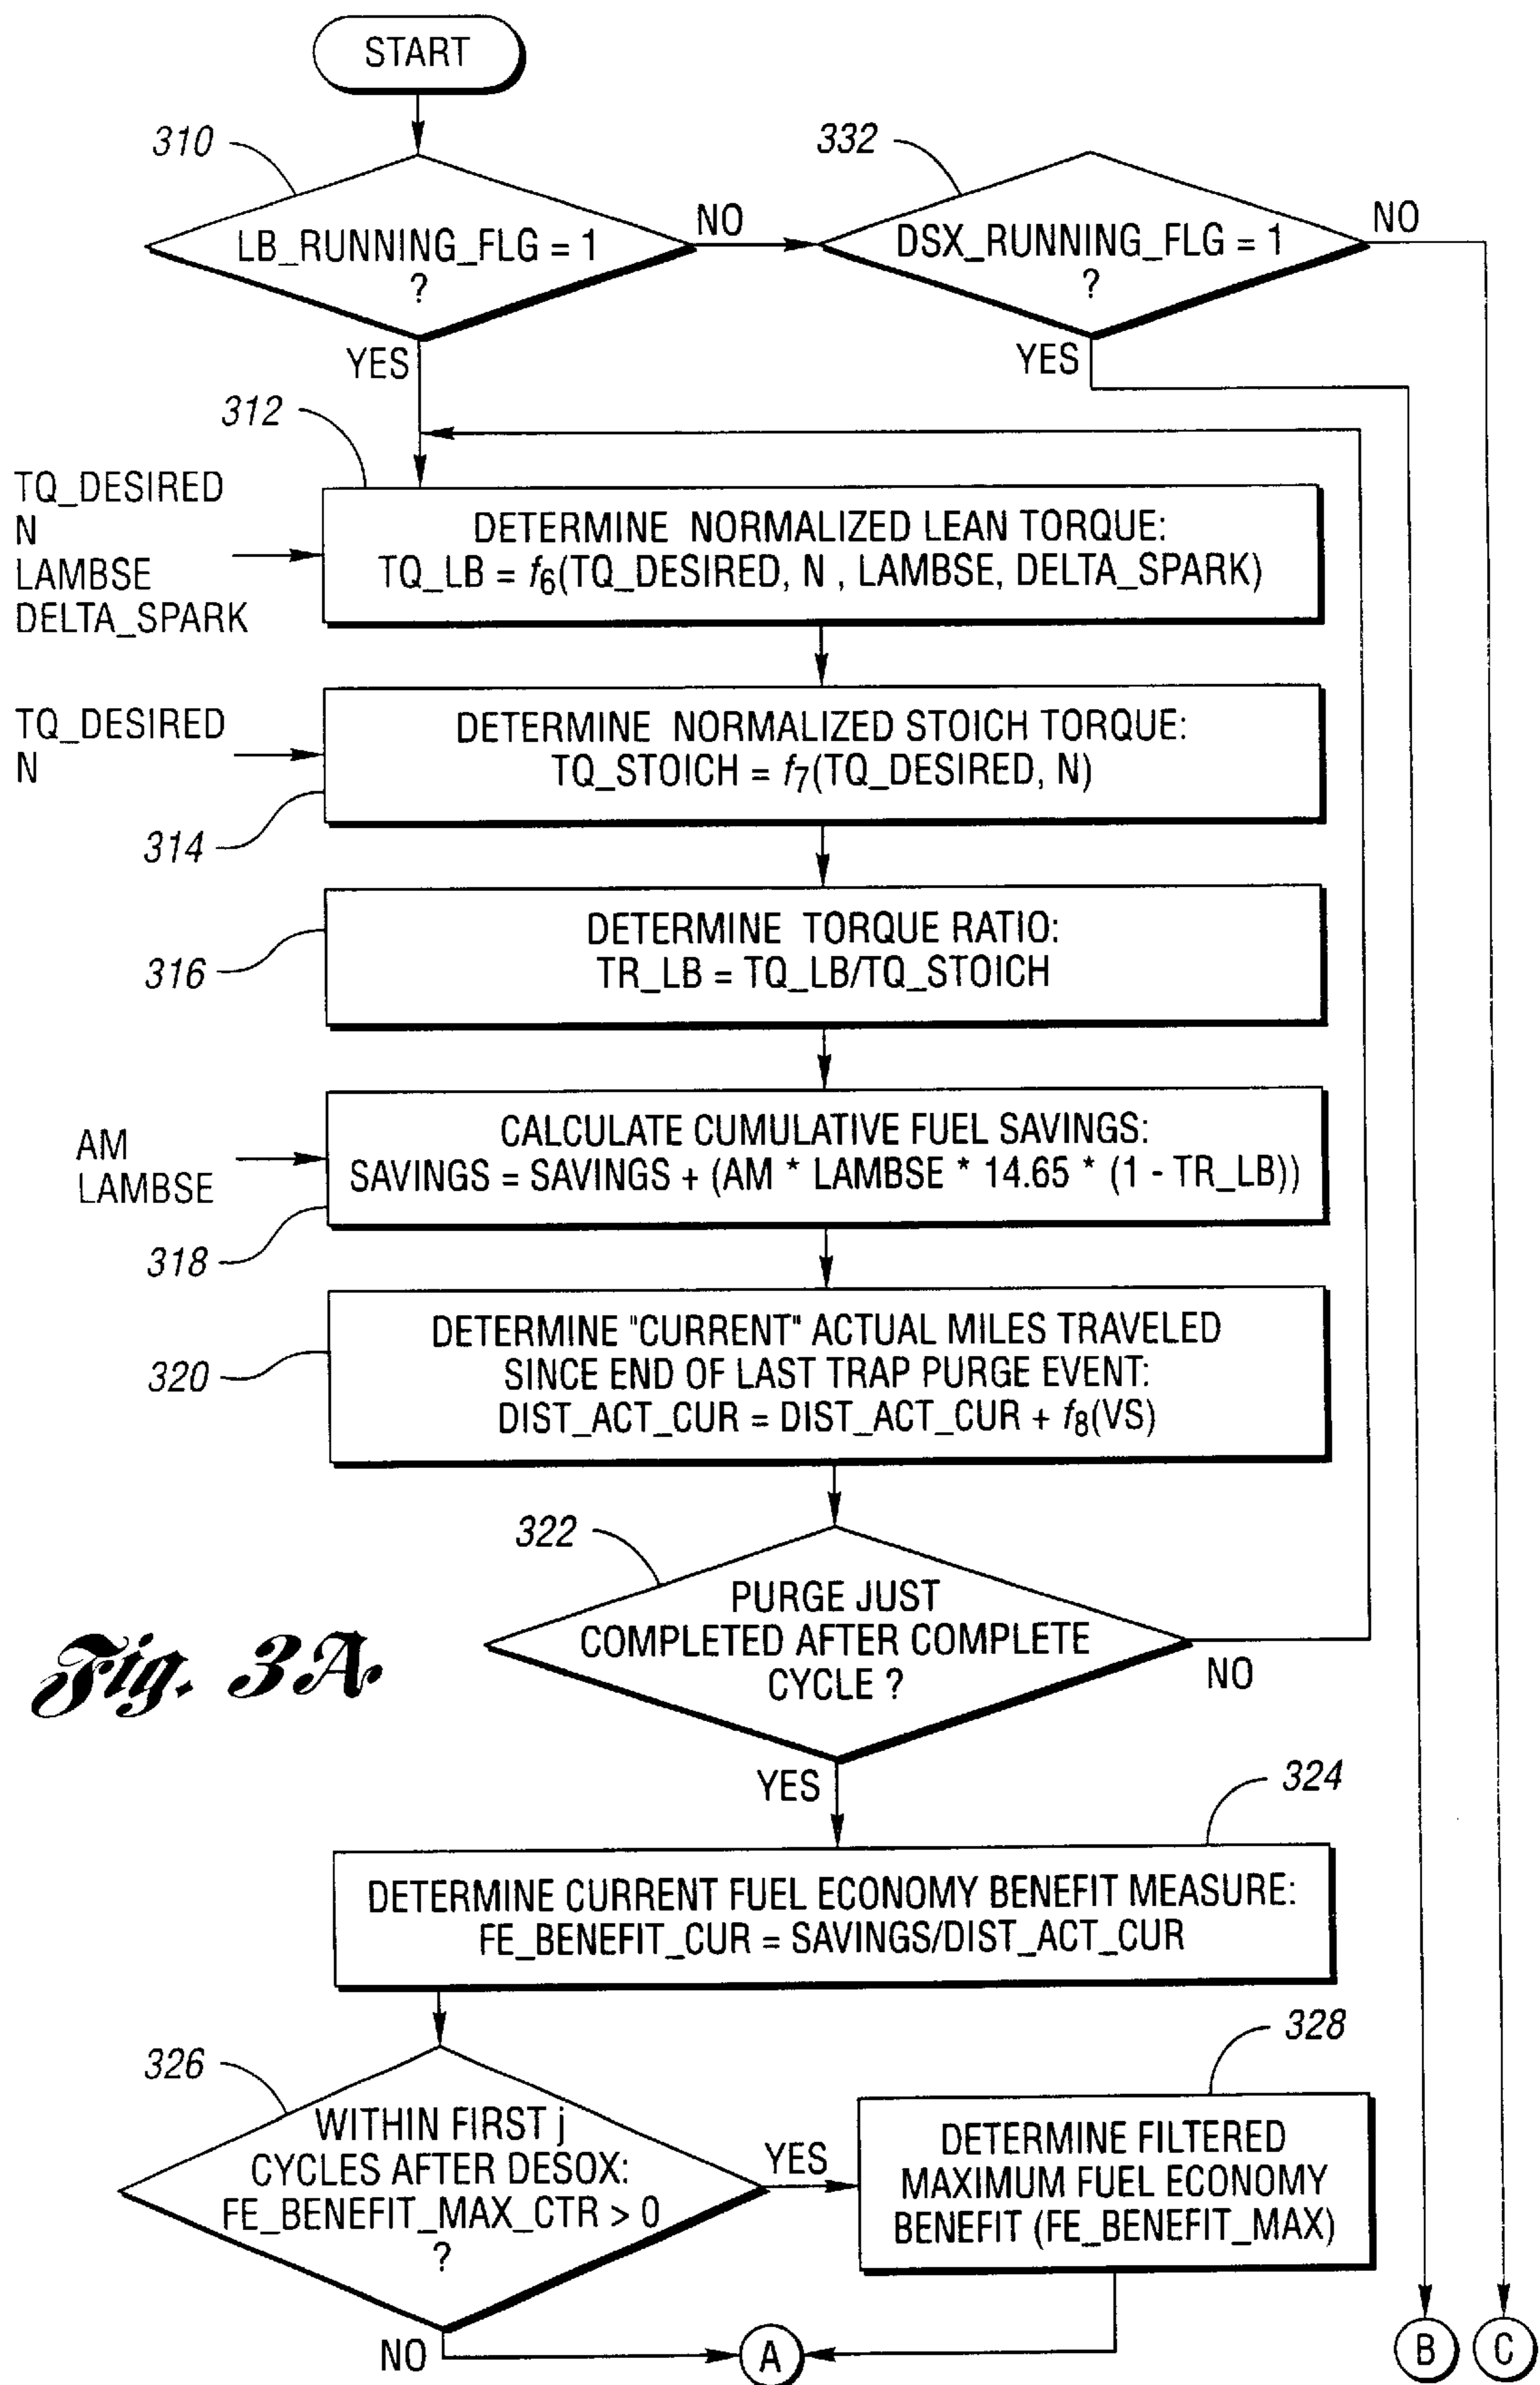 START
310
332
LB_RUNNING_FLG = 1
?
NO
DSX_RUNNING_FLG = 1
?
NO
YES
YES
312
TQ_DESIRED
N
LAMBSE
DELTA_SPARK
DETERMINE NORMALIZED LEAN TORQUE:
TQ_LB = f6(TQ_DESIRED, N , LAMBSE, DELTA_SPARK)
TQ_DESIRED
N
DETERMINE NORMALIZED STOICH TORQUE:
TQ_STOICH = f7(TQ_DESIRED, N)
314
DETERMINE TORQUE RATIO:
TR_LB = TQ_LB/TQ_STOICH
316
AM
LAMBSE
CALCULATE CUMULATIVE FUEL SAVINGS:
SAVINGS = SAVINGS + (AM * LAMBSE * 14.65 * (1 - TR_LB))
318
DETERMINE "CURRENT" ACTUAL MILES TRAVELED
SINCE END OF LAST TRAP PURGE EVENT:
DIST_ACT_CUR = DIST_ACT_CUR + f8(VS)
320
322
PURGE JUST
COMPLETED AFTER COMPLETE
CYCLE ?
NO
Fig. 3A.
YES
324
DETERMINE CURRENT FUEL ECONOMY BENEFIT MEASURE:
FE_BENEFIT_CUR = SAVINGS/DIST_ACT_CUR
326
328
WITHIN FIRST j
CYCLES AFTER DESOX:
FE_BENEFIT_MAX_CTR > 0
?
YES
DETERMINE FILTERED
MAXIMUM FUEL ECONOMY
BENEFIT (FE_BENEFIT_MAX)
NO
A
B
C